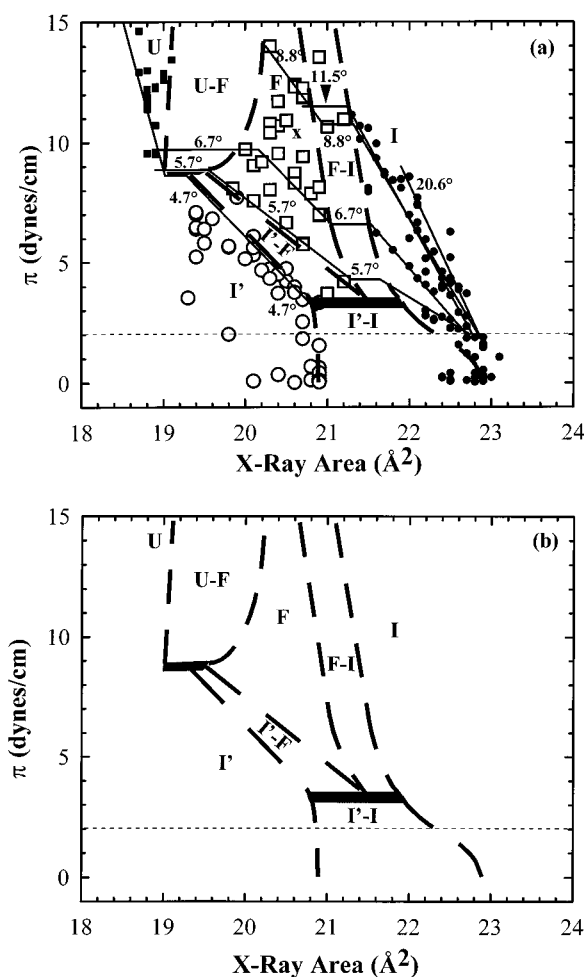 15
10
5
0
π (dynes/cm)
U
U-F
F
8.8°
(a)
11.5°
x
8.8°
I
6.7°
5.7°
4.7°
F-I
20.6°
5.7°
6.7°
I'-F
I'
5.7°
4.7°
I'-I
18 19 20 21 22 23 24
X-Ray Area (Å²)
15
10
5
0
π (dynes/cm)
U
(b)
U-F
F
I
F-I
I'-F
I'
I'-I
18 19 20 21 22 23 24
X-Ray Area (Å²)